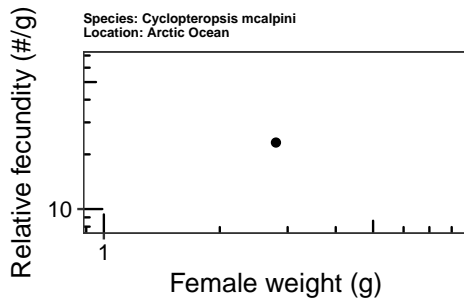 Species: Cyclopteropsis mcalpini
Location: Arctic Ocean
Relative fecundity (#/g)
10
1
Female weight (g)